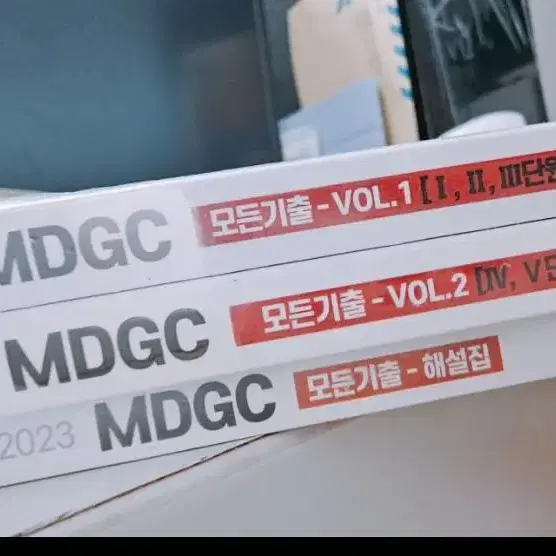 MDGC 모든기출 - VOL.1 [ I , II , III단원
MDGC 모든기출 - VOL.2 [IV, V 단
2023 MDGC 모든기출 - 해설집